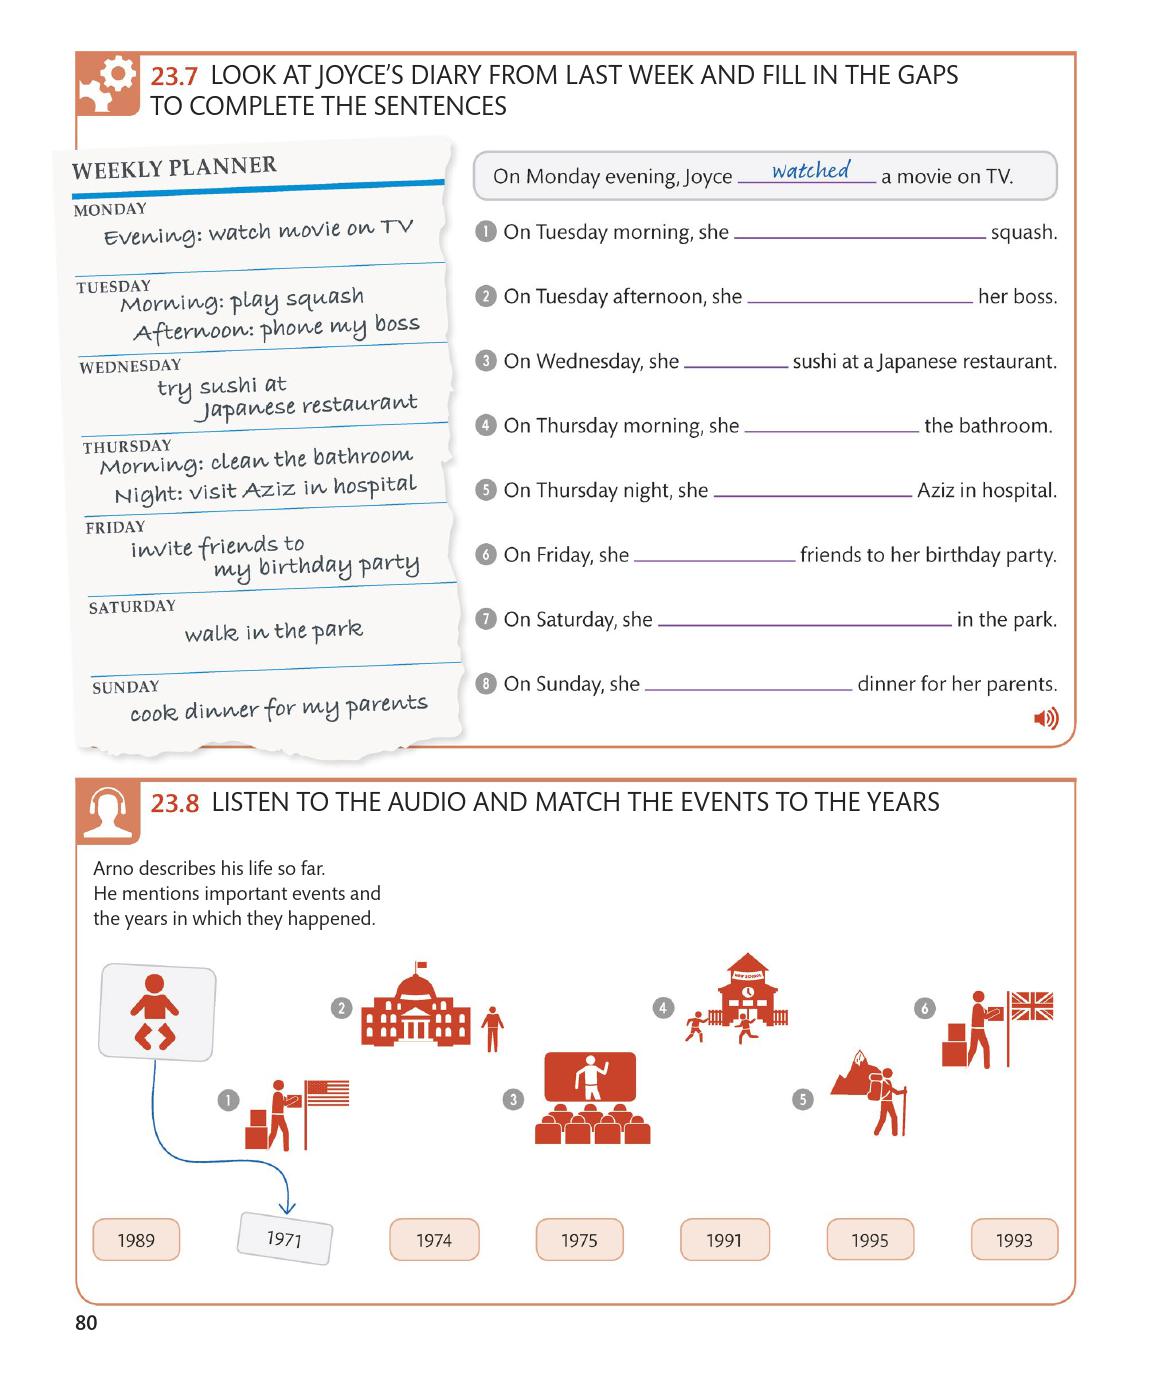 23.7 LOOK AT JOYCE'S DIARY FROM LAST WEEK AND FILL IN THE GAPS
TO COMPLETE THE SENTENCES
WEEKLY PLANNER
MONDAY
Evening: watch movie on TV
TUESDAY
Morning: play squash
Afternoon: phone my boss
WEDNESDAY
try sushi at
Japanese restaurant
THURSDAY
Morning: clean the bathroom
Night: visit Aziz in hospital
FRIDAY
invite friends to
my birthday party
SATURDAY
walk in the park
SUNDAY
cook dinner for my parents
On Monday evening, Joyce watched a movie on TV.
1 On Tuesday morning, she ____ squash.
2 On Tuesday afternoon, she ____ her boss.
3 On Wednesday, she ____ sushi at a Japanese restaurant.
4 On Thursday morning, she ____ the bathroom.
5 On Thursday night, she ____ Aziz in hospital.
6 On Friday, she ____ friends to her birthday party.
7 On Saturday, she ____ in the park.
8 On Sunday, she ____ dinner for her parents.
23.8 LISTEN TO THE AUDIO AND MATCH THE EVENTS TO THE YEARS
Arno describes his life so far.
He mentions important events and
the years in which they happened.
1
2
3
4
NEW SCHOOL
5
6
1989 1971 1974 1975 1991 1995 1993
80